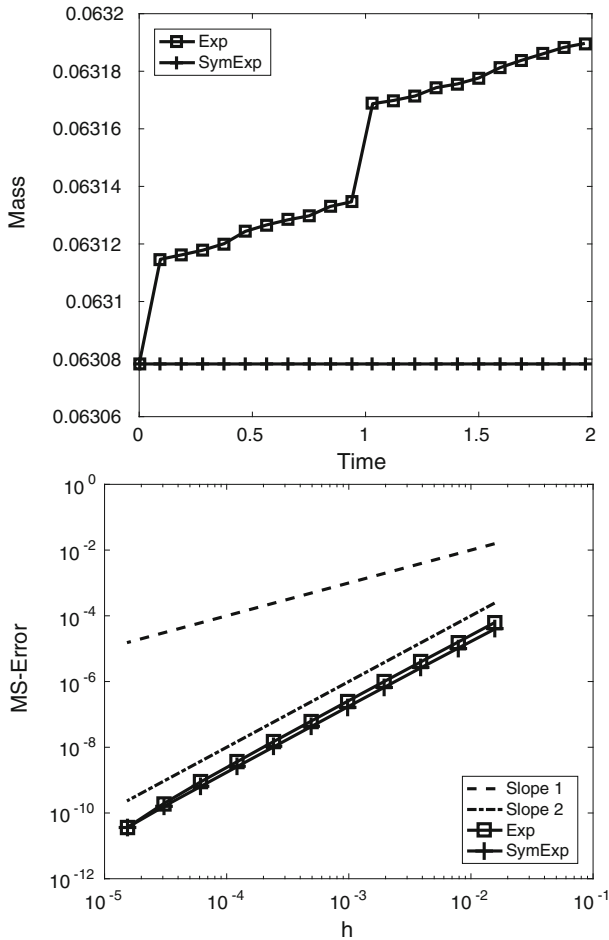 0.0632
Exp
SymExp
0.06318
0.06316
Mass
0.06314
0.06312
0.0631
0.06308
0.06306
0 0.5 1 1.5 2
Time
10^0
10^-2
10^-4
MS-Error
10^-6
10^-8
10^-10
10^-12
Slope 1
Slope 2
Exp
SymExp
10^-5 10^-4 10^-3 10^-2 10^-1
h